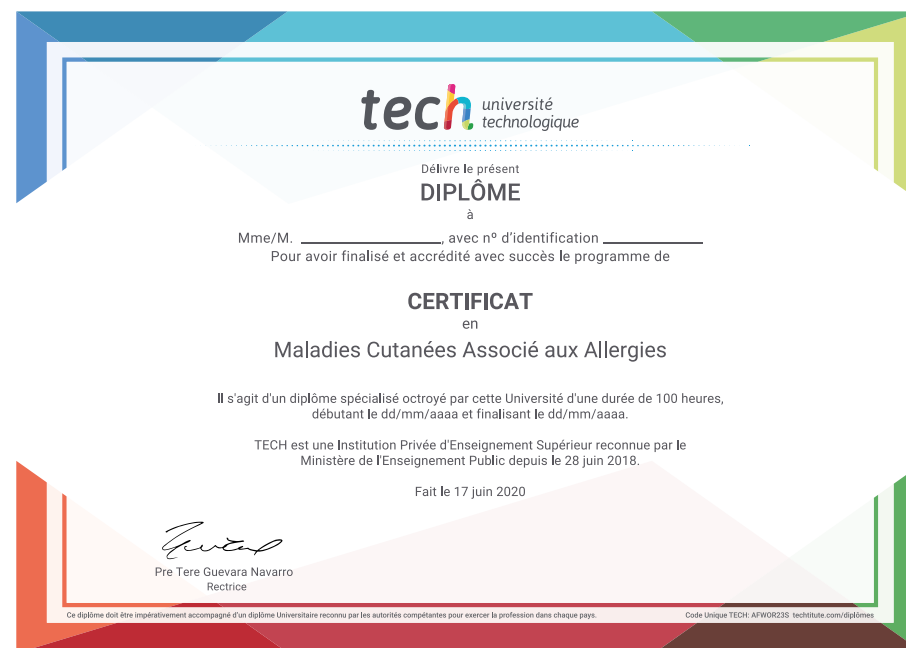 tech université
technologique
Délivre le présent
DIPLÔME
à
Mme/M. ____________________, avec nº d'identification ______________
Pour avoir finalisé et accrédité avec succès le programme de
CERTIFICAT
en
Maladies Cutanées Associé aux Allergies
Il s'agit d'un diplôme spécialisé octroyé par cette Université d'une durée de 100 heures,
débutant le dd/mm/aaaa et finalisant le dd/mm/aaaa.
TECH est une Institution Privée d'Enseignement Supérieur reconnue par le
Ministère de l'Enseignement Public depuis le 28 juin 2018.
Fait le 17 juin 2020
Pre Tere Guevara Navarro
Rectrice
Ce diplôme doit être impérativement accompagné d'un diplôme Universitaire reconnu par les autorités compétantes pour exercer la profession dans chaque pays.
Code Unique TECH: AFWOR23S techtitute.com/diplômes